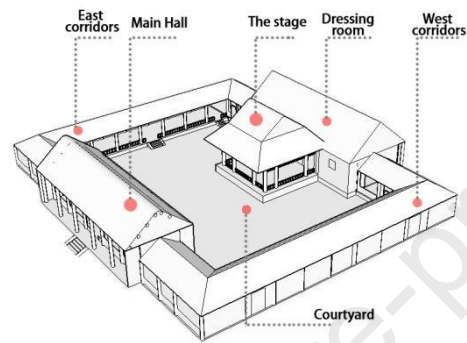 East
corridors
Main Hall
The stage
Dressing
room
West
corridors
Courtyard